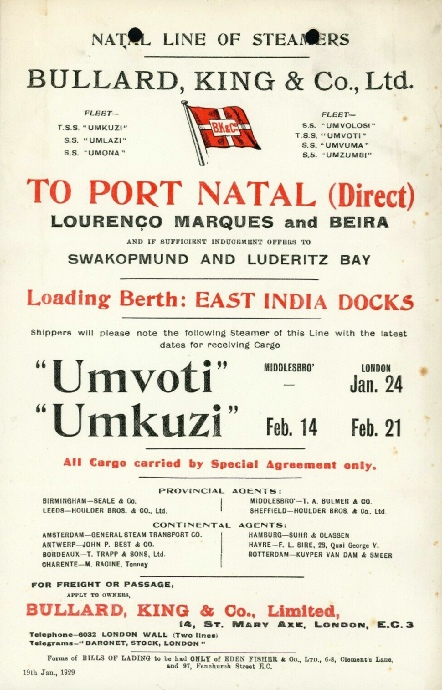 NATAL LINE OF STEAMERS
BULLARD, KING & Co., Ltd.
FLEET—
T.S.S. "UMKUZI"
S.S. "UMLAZI"
S.S. "UMONA"
B.K&Co
FLEET—
S.S. "UMVOLOSI"
T.S.S. "UMVOTI"
S.S. "UMVUMA"
S.S. "UMZUMBI"
TO PORT NATAL (Direct)
LOURENÇO MARQUES and BEIRA
AND IF SUFFICIENT INDUCEMENT OFFERS TO
SWAKOPMUND AND LUDERITZ BAY
Loading Berth: EAST INDIA DOCKS
Shippers will please note the following Steamer of this Line with the latest
dates for receiving Cargo
MIDDLESBRO' LONDON
"Umvoti" — Jan. 24
"Umkuzi" Feb. 14 Feb. 21
All Cargo carried by Special Agreement only.
PROVINCIAL AGENTS:
BIRMINGHAM—SEALE & Co.
LEEDS—HOULDER BROS. & CO., Ltd.
MIDDLESBRO'—T. A. BULMER & CO.
SHEFFIELD—HOULDER BROS. & Co. Ltd.
CONTINENTAL AGENTS:
AMSTERDAM—GENERAL STEAM TRANSPORT CO.
ANTWERP—JOHN P. BEST & CO.
BORDEAUX—T. TRAPP & SONS, Ltd.
CHARENTE—M. RACINE, Tonnay
HAMBURG—SUHR & CLASSEN
HAVRE—F. L. BIRE, 29, Quai George V.
ROTTERDAM—KUYPER VAN DAM & SMEER
FOR FREIGHT OR PASSAGE,
APPLY TO OWNERS,
BULLARD, KING & Co., Limited,
14, ST. MARY AXE, LONDON, E.C.3
Telephone—6032 LONDON WALL (Two lines)
Telegrams—"BARONET, STOCK, LONDON"
Forms of BILLS OF LADING to be had ONLY of EDEN FISHER & Co., LTD., 6-8, Clements Lane,
and 97, Fenchurch Street E.C.
19th Jan., 1929